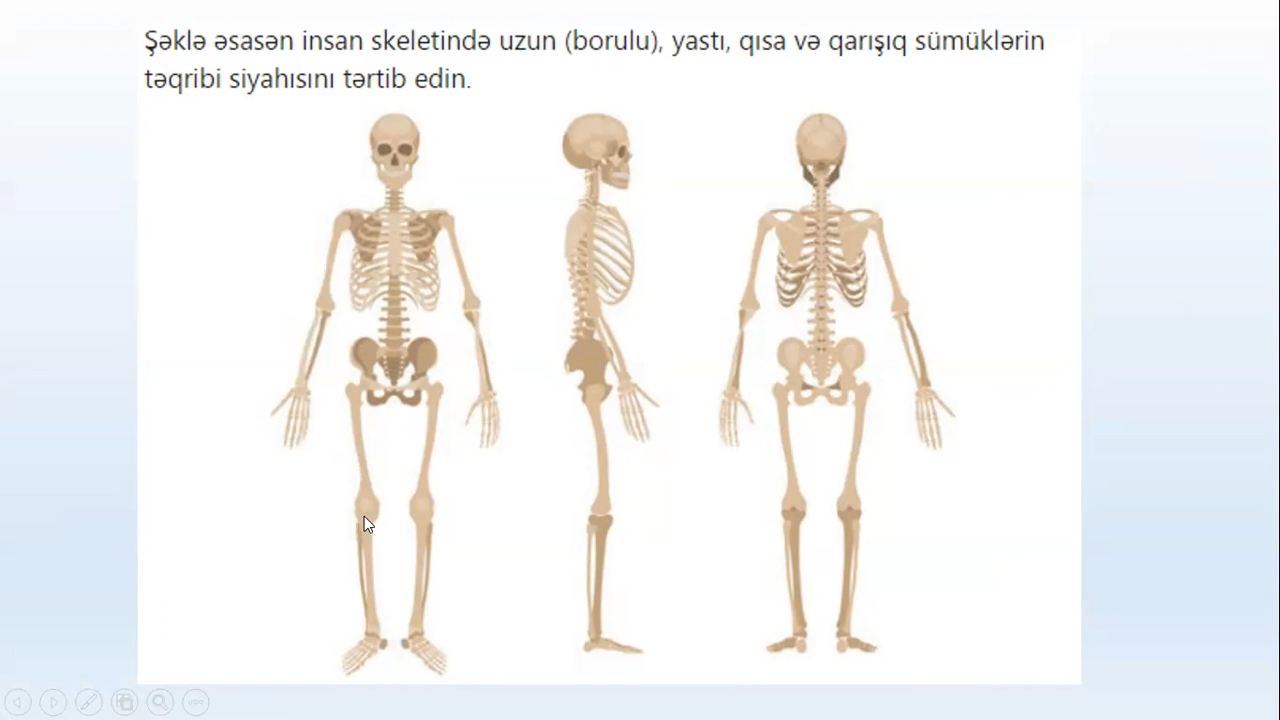 Şəklə əsasən insan skeletində uzun (borulu), yastı, qısa və qarışıq sümüklərin
təqribi siyahısını tərtib edin.